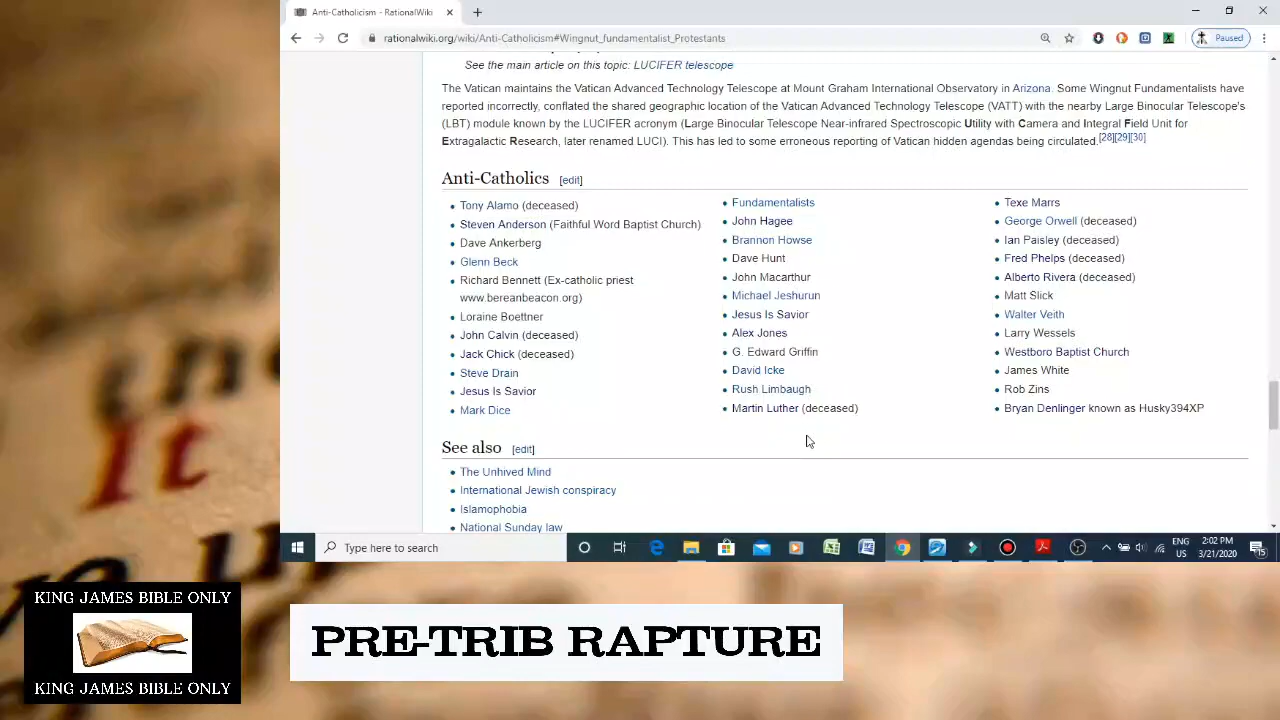 Anti-Catholicism - RationalWiki
rationalwiki.org/wiki/Anti-Catholicism#Wingnut_fundamentalist_Protestants
Paused
See the main article on this topic: LUCIFER telescope
The Vatican maintains the Vatican Advanced Technology Telescope at Mount Graham International Observatory in Arizona. Some Wingnut Fundamentalists have
reported incorrectly, conflated the shared geographic location of the Vatican Advanced Technology Telescope (VATT) with the nearby Large Binocular Telescope's
(LBT) module known by the LUCIFER acronym (Large Binocular Telescope Near-infrared Spectroscopic Utility with Camera and Integral Field Unit for
Extragalactic Research, later renamed LUCI). This has led to some erroneous reporting of Vatican hidden agendas being circulated.[28][29][30]
Anti-Catholics [edit]
Tony Alamo (deceased)
Steven Anderson (Faithful Word Baptist Church)
Dave Ankerberg
Glenn Beck
Richard Bennett (Ex-catholic priest
www.bereanbeacon.org)
Loraine Boettner
John Calvin (deceased)
Jack Chick (deceased)
Steve Drain
Jesus Is Savior
Mark Dice
Fundamentalists
John Hagee
Brannon Howse
Dave Hunt
John Macarthur
Michael Jeshurun
Jesus Is Savior
Alex Jones
G. Edward Griffin
David Icke
Rush Limbaugh
Martin Luther (deceased)
Texe Marrs
George Orwell (deceased)
Ian Paisley (deceased)
Fred Phelps (deceased)
Alberto Rivera (deceased)
Matt Slick
Walter Veith
Larry Wessels
Westboro Baptist Church
James White
Rob Zins
Bryan Denlinger known as Husky394XP
See also [edit]
The Unhived Mind
International Jewish conspiracy
Islamophobia
National Sunday law
Type here to search
ENG
US
2:02 PM
3/21/2020
15
the
It
KING JAMES BIBLE ONLY
KING JAMES BIBLE ONLY
PRE-TRIB RAPTURE